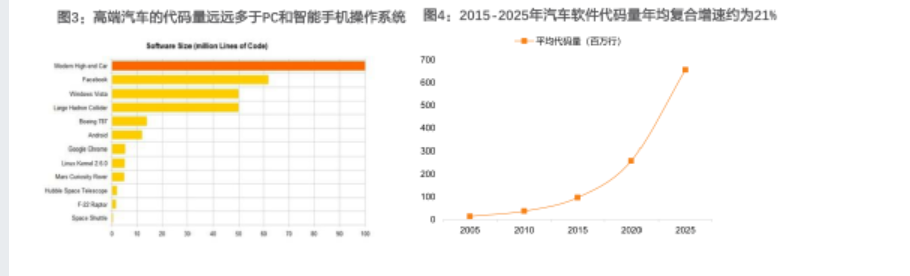 图3：高端汽车的代码量远远多于PC和智能手机操作系统
Software Size (million Lines of Code)
Modern High-end Car
Facebook
Windows Vista
Large Hadron Collider
Boeing 787
Android
Google Chrome
Linux Kernel 2.6.0
Mars Curiosity Rover
Hubble Space Telescope
F-22 Raptor
Space Shuttle
0 10 20 30 40 50 60 70 80 90 100
图4：2015-2025年汽车软件代码量年均复合增速约为21%
平均代码量（百万行）
700
600
500
400
300
200
100
0
2005 2010 2015 2020 2025